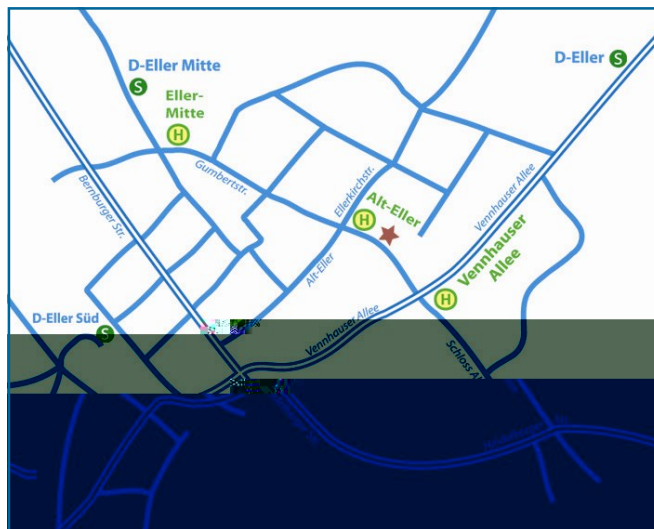 D-Eller
S
D-Eller Mitte
S
Eller-
Mitte
H
Gumbertstr.
Ellerkirchstr.
Vennhauser Allee
Bernburger Str.
Alt-Eller
H
Alt-Eller
Vennhauser
Allee
H
D-Eller Süd
S
Vennhauser Allee
Schloss